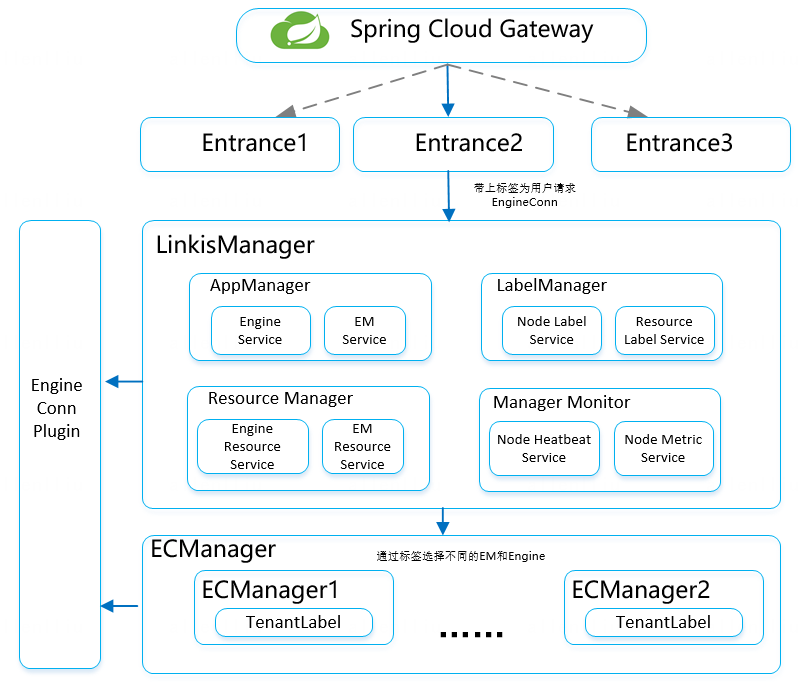 Spring Cloud Gateway
Entrance1
Entrance2
Entrance3
带上标签为用户请求
EngineConn
LinkisManager
AppManager
Engine
Service
EM
Service
LabelManager
Node Label
Service
Resource
Label Service
Resource Manager
Engine
Resource
Service
EM
Resource
Service
Manager Monitor
Node Heatbeat
Service
Node Metric
Service
Engine
Conn
Plugin
ECManager
通过标签选择不同的EM和Engine
ECManager1
TenantLabel
......
ECManager2
TenantLabel